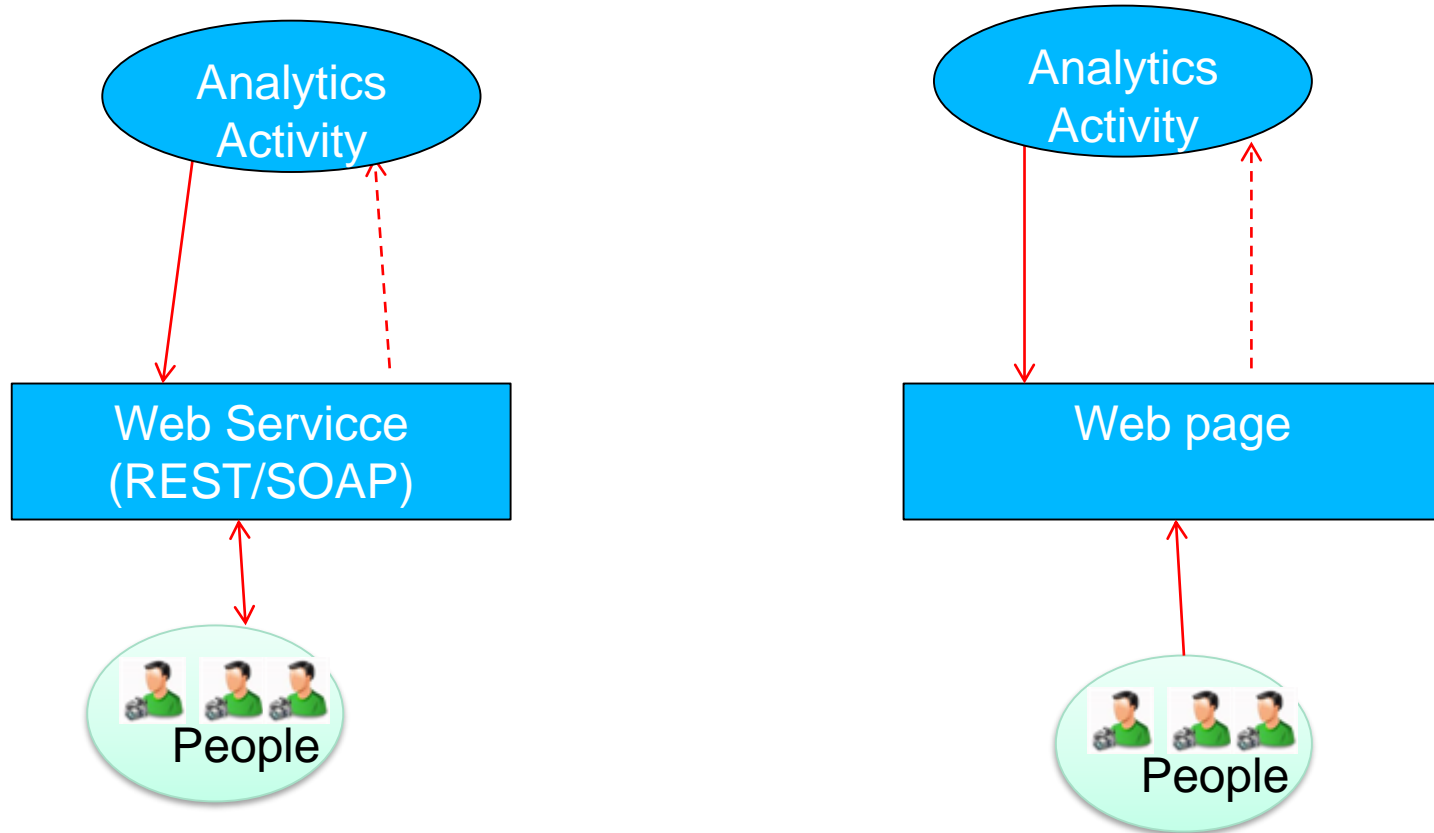 Analytics
Activity
Web Servicce
(REST/SOAP)
People
Analytics
Activity
Web page
People